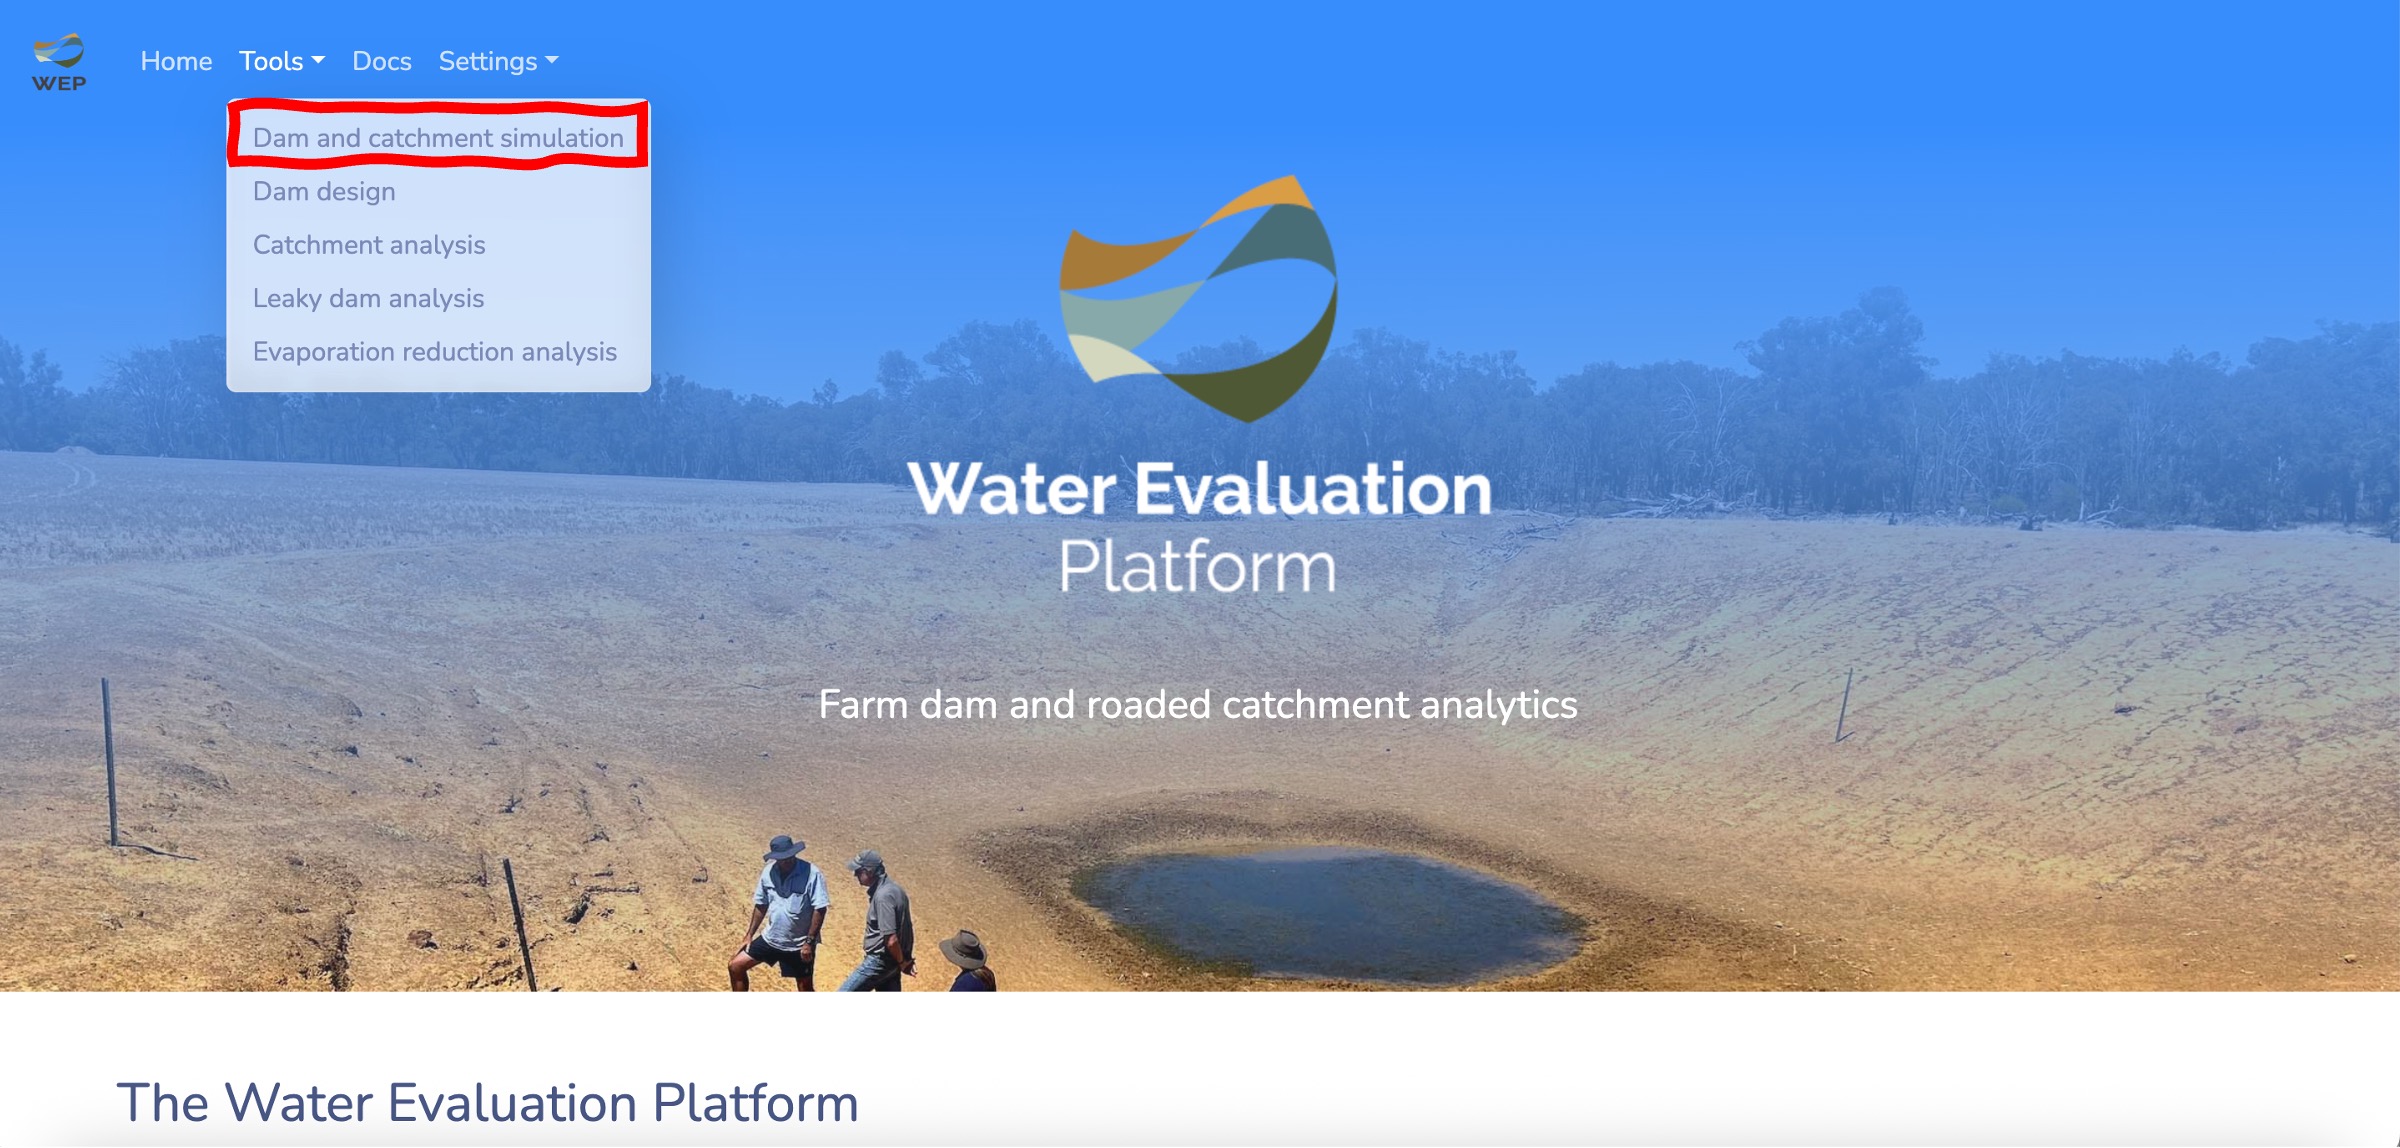 WEP
Home Tools Docs Settings
Dam and catchment simulation
Dam design
Catchment analysis
Leaky dam analysis
Evaporation reduction analysis
Water Evaluation
Platform
Farm dam and roaded catchment analytics
The Water Evaluation Platform